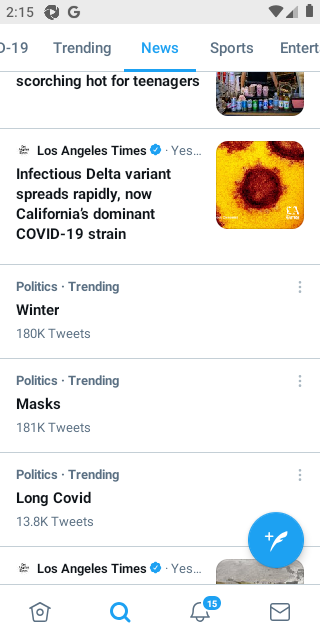 2:15
D-19 Trending News Sports Entert
scorching hot for teenagers
Los Angeles Times · Yes...
Infectious Delta variant
spreads rapidly, now
California's dominant
COVID-19 strain
Politics · Trending
Winter
180K Tweets
Politics · Trending
Masks
181K Tweets
Politics · Trending
Long Covid
13.8K Tweets
Los Angeles Times · Yes...
15